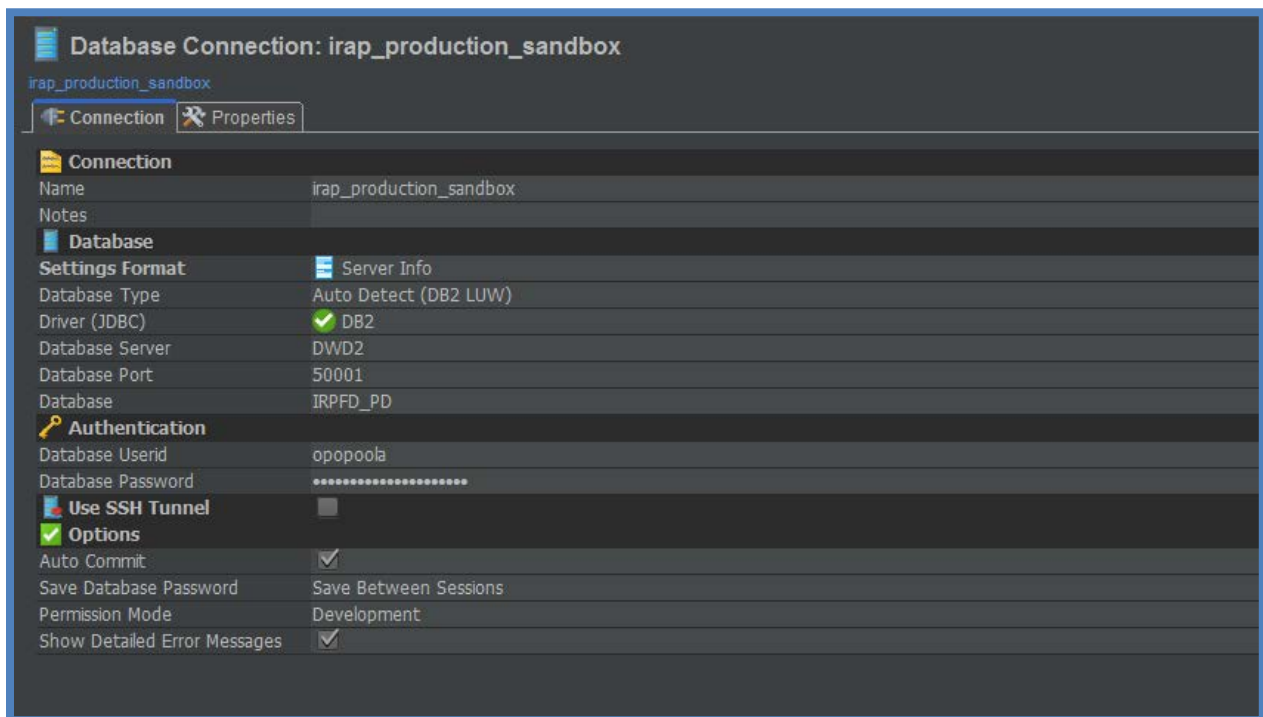 Database Connection: irap_production_sandbox
irap_production_sandbox
Connection Properties
Connection
Name irap_production_sandbox
Notes
Database
Settings Format Server Info
Database Type Auto Detect (DB2 LUW)
Driver (JDBC) DB2
Database Server DWD2
Database Port 50001
Database IRPFD_PD
Authentication
Database Userid opopoola
Database Password •••••••••••••••••••••
Use SSH Tunnel
Options
Auto Commit
Save Database Password Save Between Sessions
Permission Mode Development
Show Detailed Error Messages